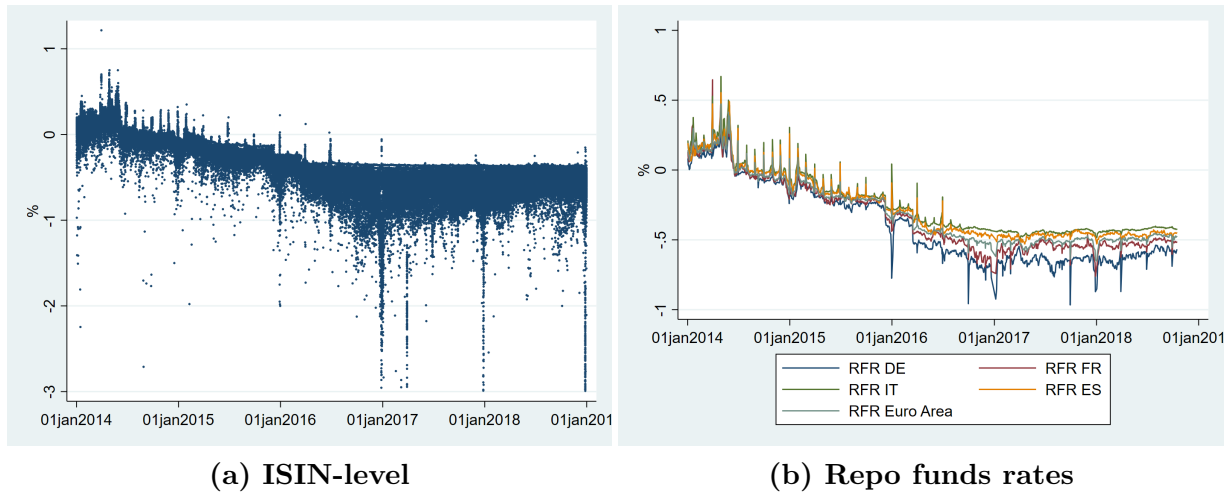 1
0
-1
-2
-3
%
01jan2014 01jan2015 01jan2016 01jan2017 01jan2018 01jan201
(a) ISIN-level
1
.5
0
-.5
-1
%
01jan2014 01jan2015 01jan2016 01jan2017 01jan2018 01jan201
RFR DE RFR FR
RFR IT RFR ES
RFR Euro Area
(b) Repo funds rates